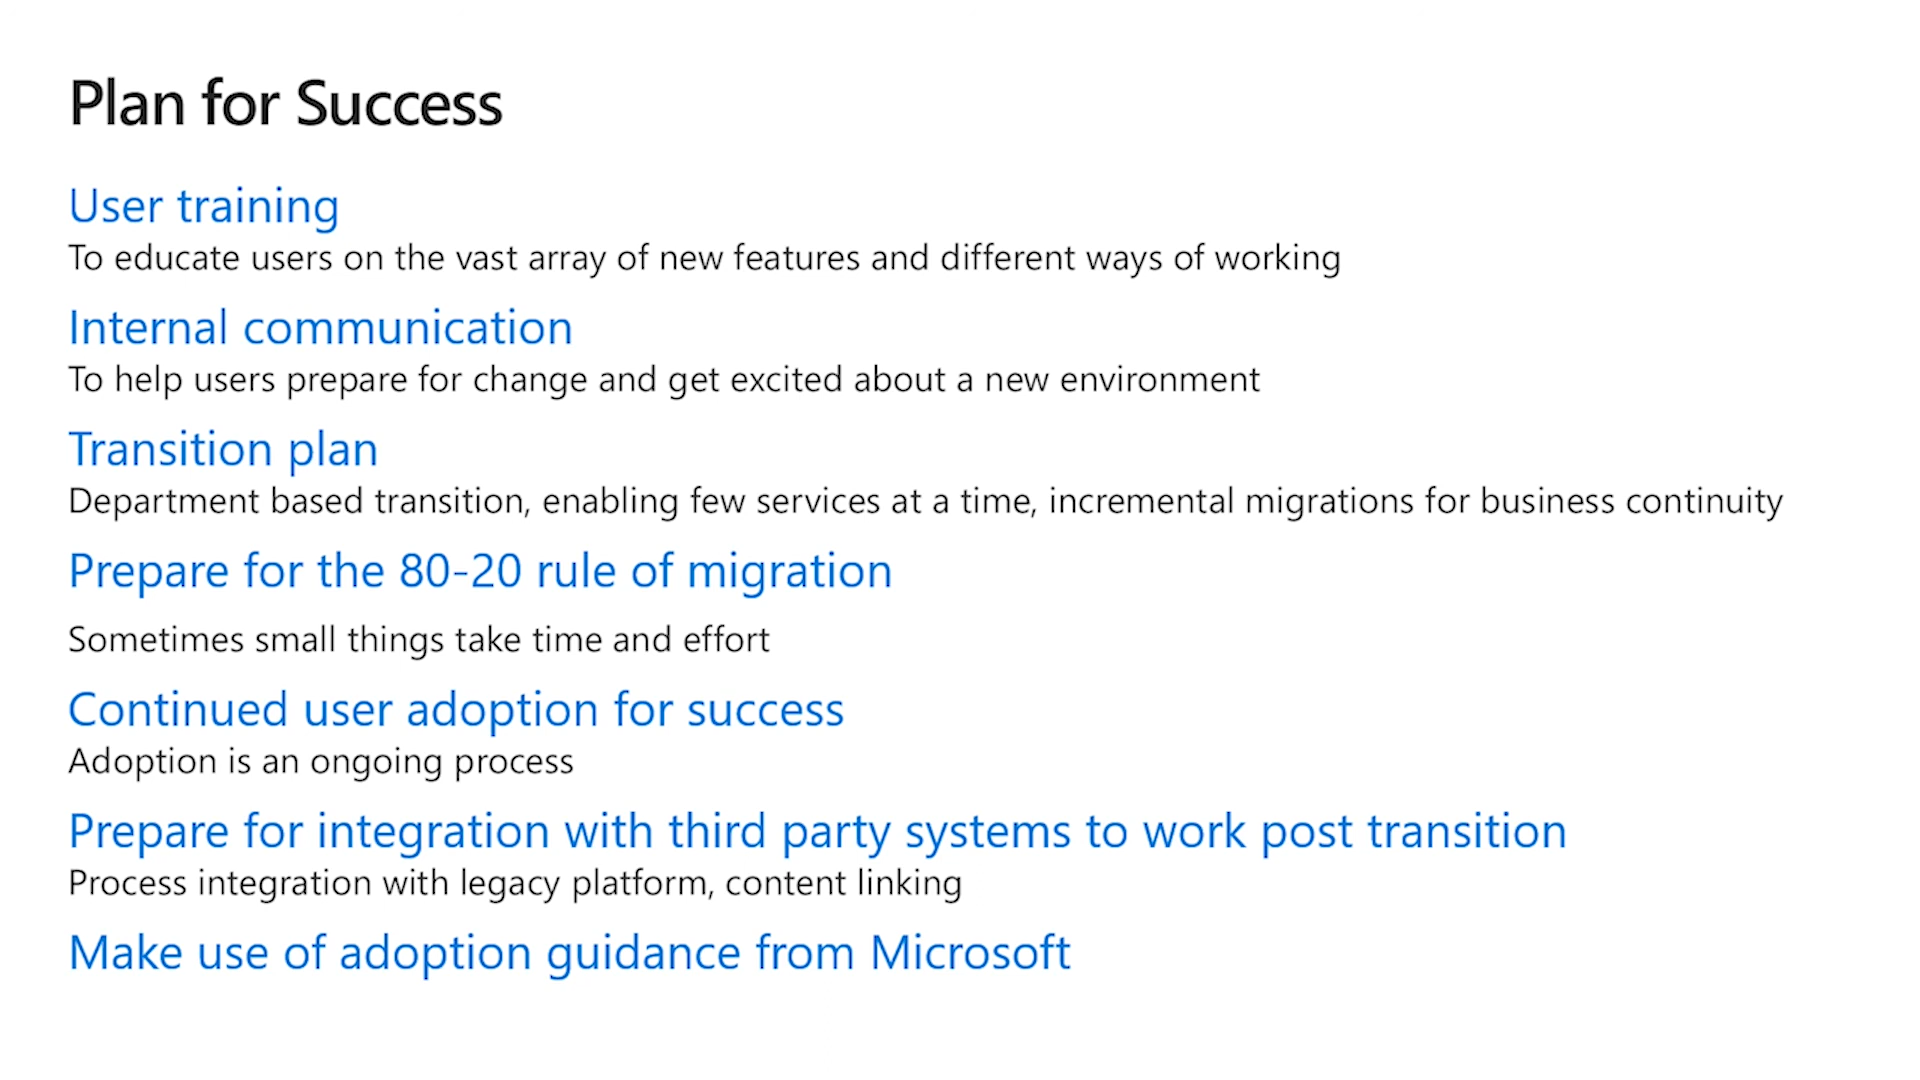 Plan for Success
User training
To educate users on the vast array of new features and different ways of working
Internal communication
To help users prepare for change and get excited about a new environment
Transition plan
Department based transition, enabling few services at a time, incremental migrations for business continuity
Prepare for the 80-20 rule of migration
Sometimes small things take time and effort
Continued user adoption for success
Adoption is an ongoing process
Prepare for integration with third party systems to work post transition
Process integration with legacy platform, content linking
Make use of adoption guidance from Microsoft